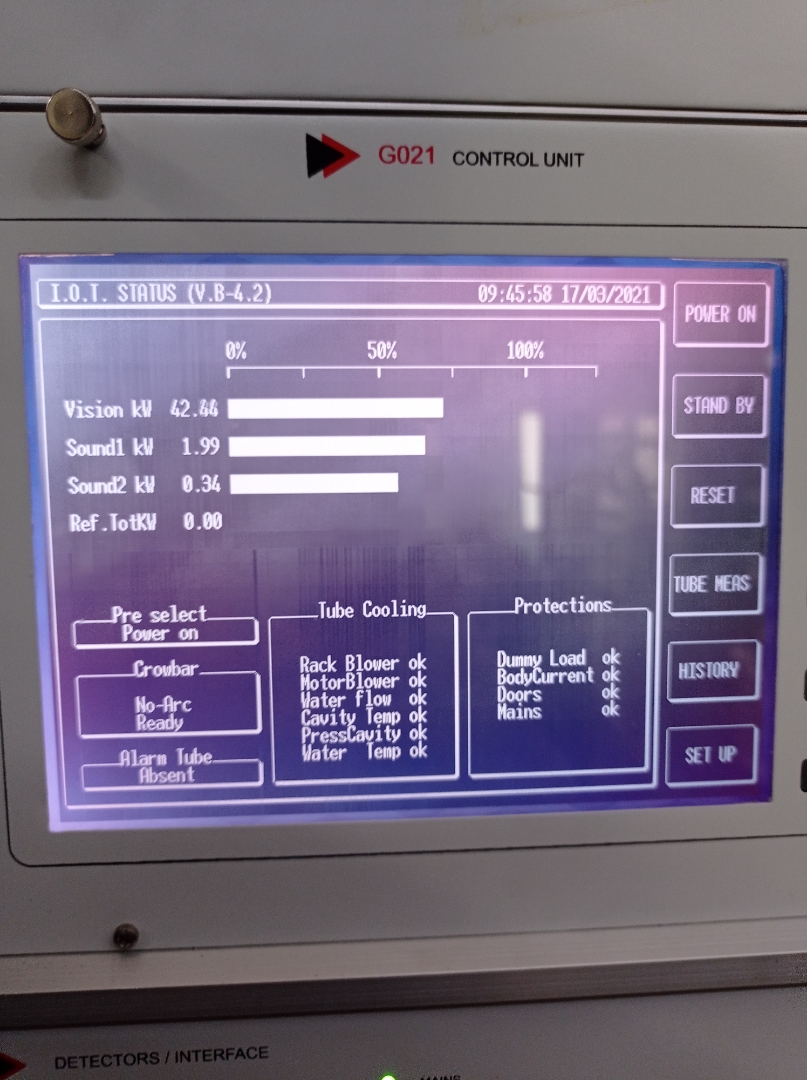 G021 CONTROL UNIT
I.O.T. STATUS (V.B-4.2) 09:45:58 17/03/2021
0% 50% 100%
Vision kW 42.44
Sound1 kW 1.99
Sound2 kW 0.34
Ref.TotKW 0.00
Pre select
Power on
Crowbar
No-Arc
Ready
Alarm Tube
Absent
Tube Cooling
Rack Blower ok
MotorBlower ok
Water flow ok
Cavity Temp ok
PressCavity ok
Water Temp ok
Protections
Dummy Load ok
BodyCurrent ok
Doors ok
Mains ok
POWER ON
STAND BY
RESET
TUBE MEAS
HISTORY
SET UP
DETECTORS / INTERFACE
MAINS